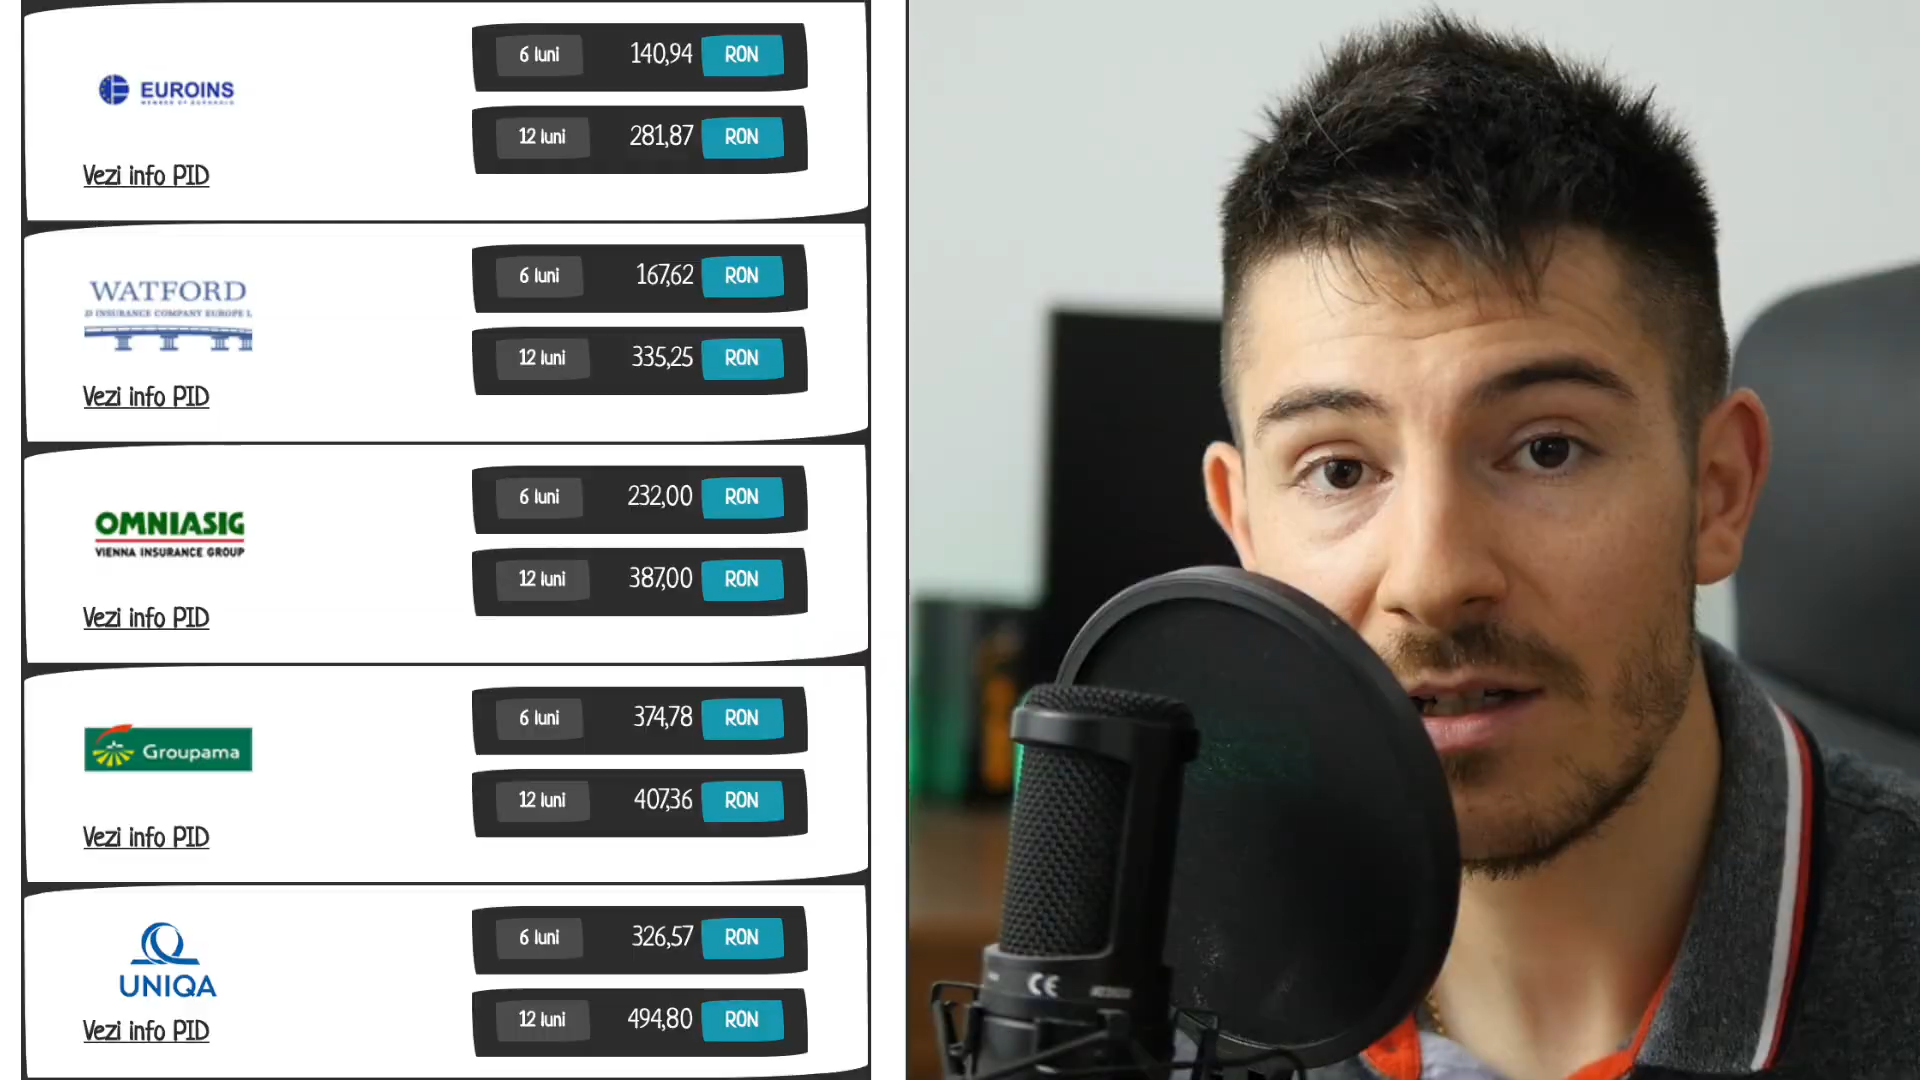 EUROINS
6 luni 140,94 RON
12 luni 281,87 RON
Vezi info PID
WATFORD
INSURANCE COMPANY EUROPE
6 luni 167,62 RON
12 luni 335,25 RON
Vezi info PID
OMNIASIG
VIENNA INSURANCE GROUP
6 luni 232,00 RON
12 luni 387,00 RON
Vezi info PID
Groupama
6 luni 374,78 RON
12 luni 407,36 RON
Vezi info PID
UNIQA
6 luni 326,57 RON
12 luni 494,80 RON
Vezi info PID
CE